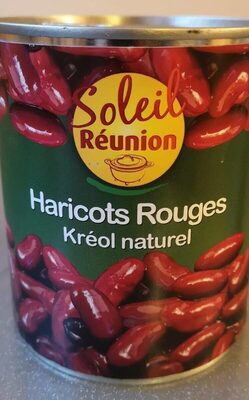 Soleil
Réunion
Haricots Rouges
Kréol naturel